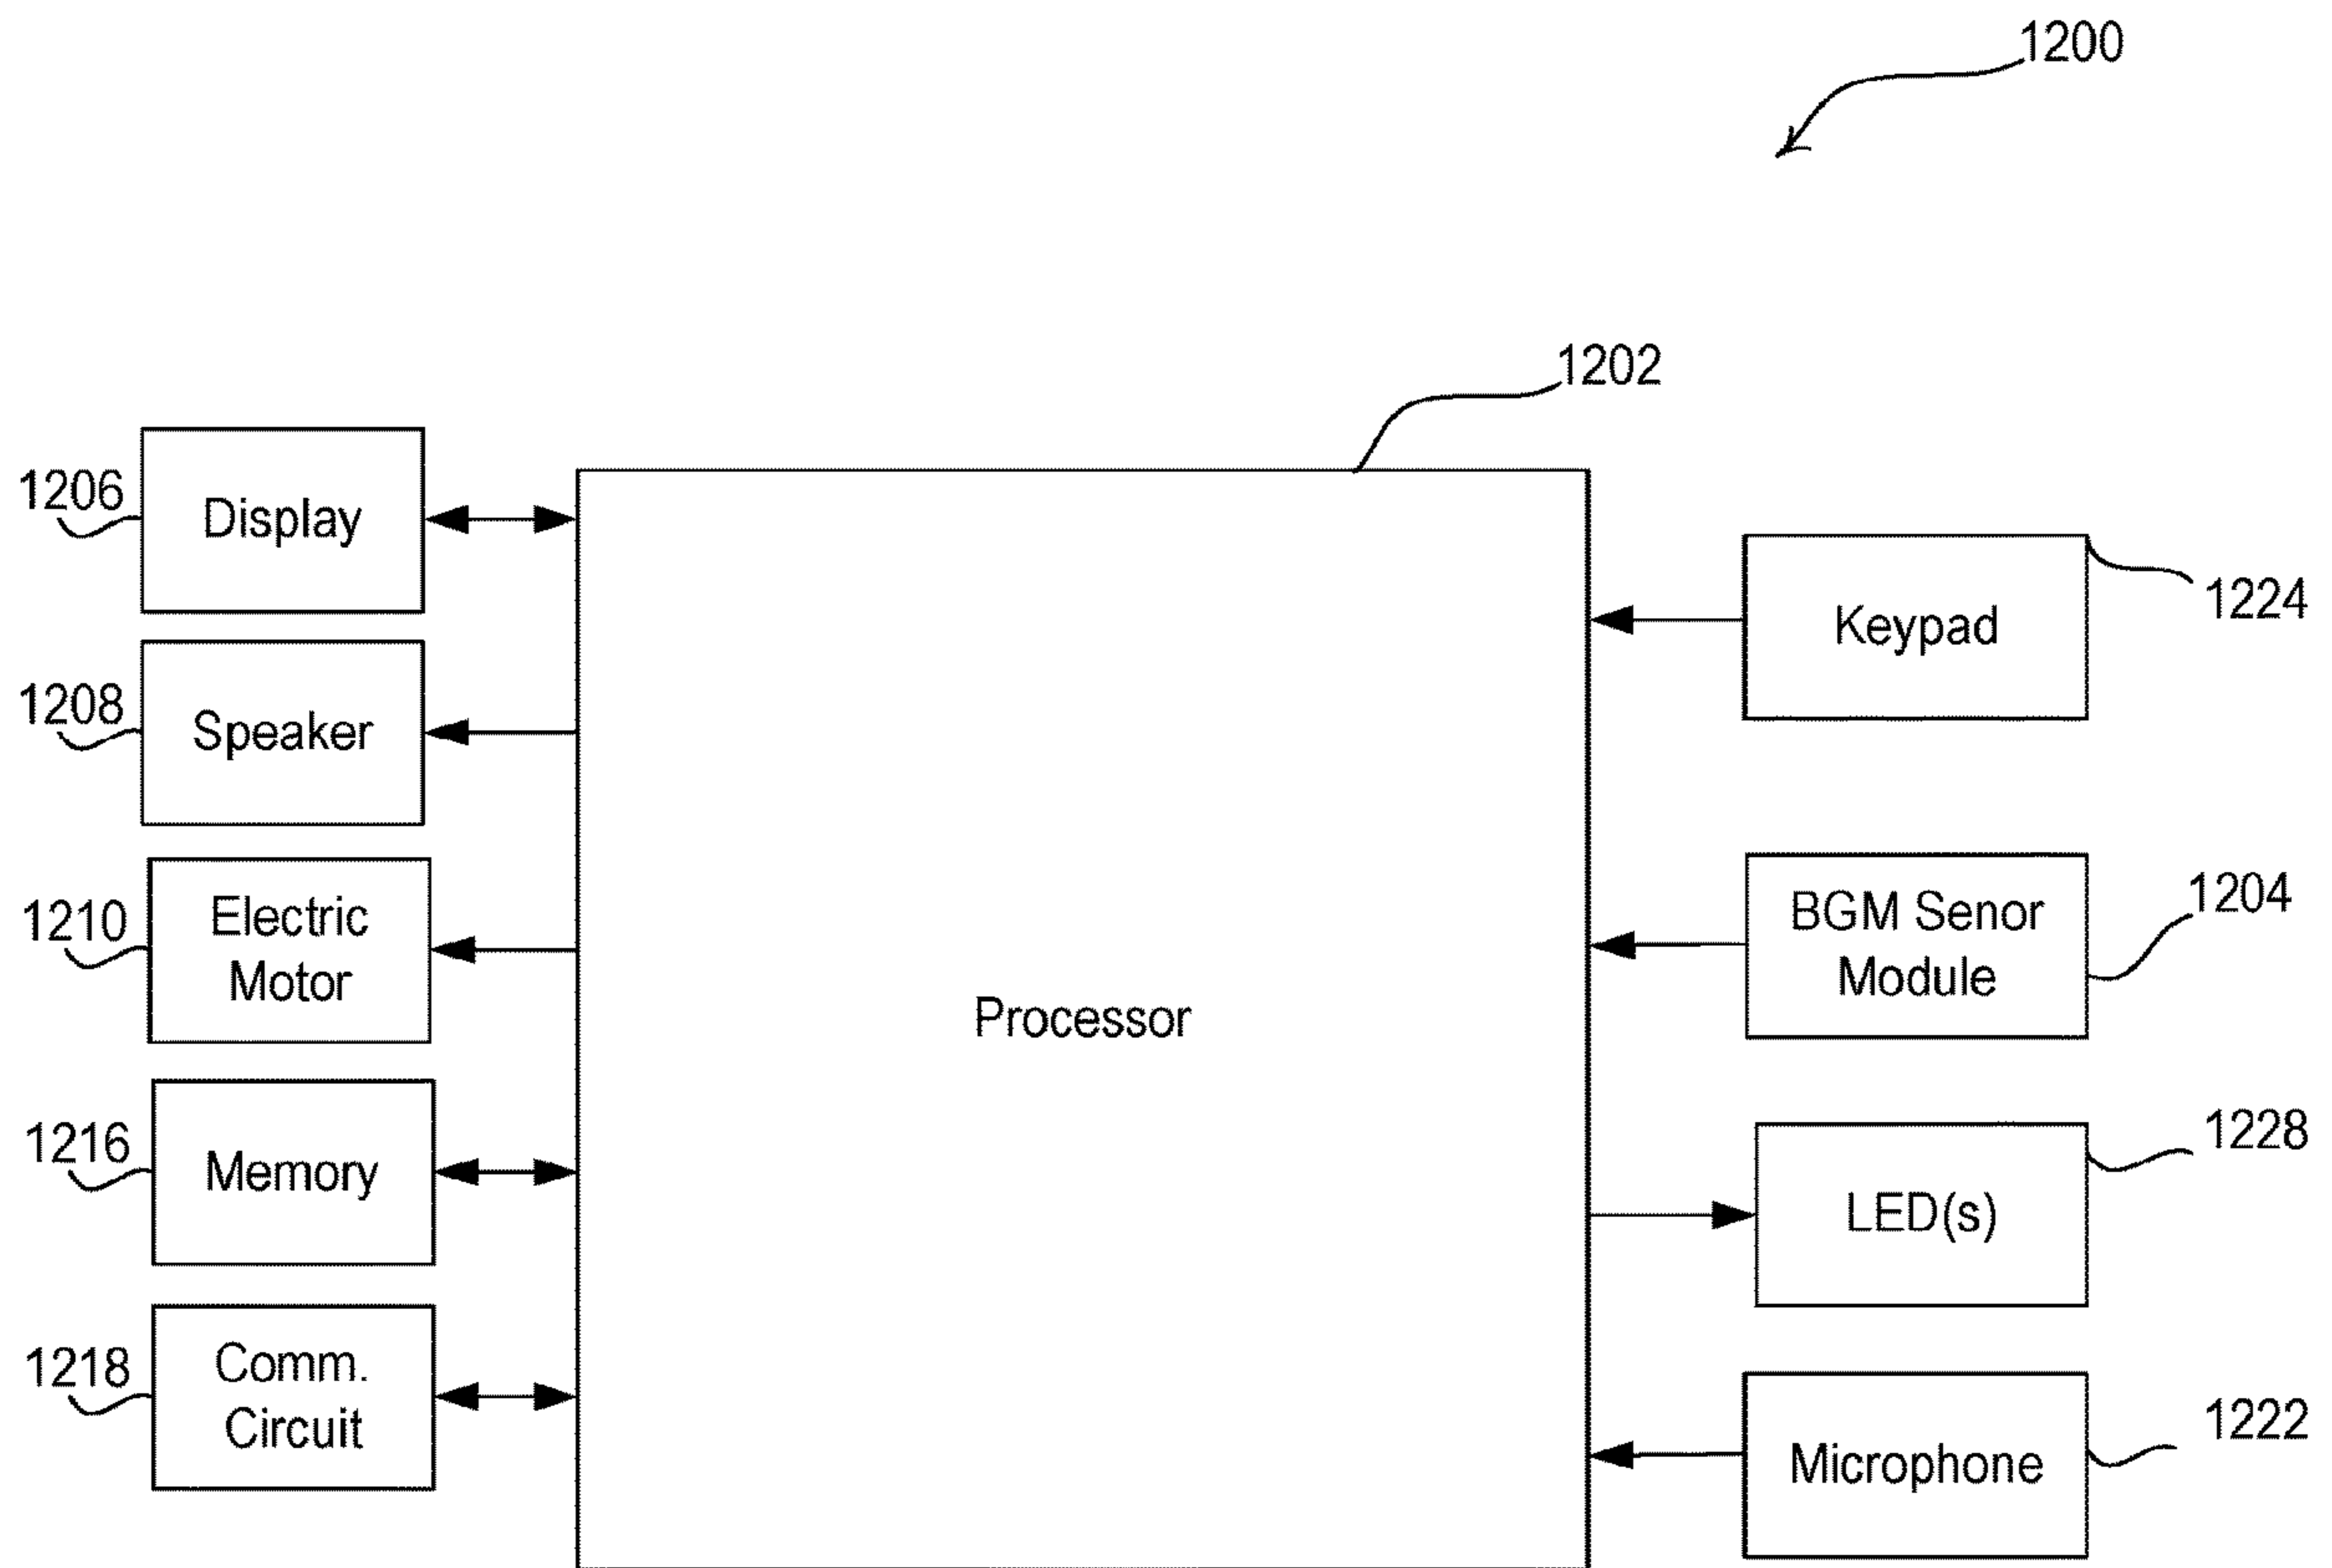 1200
1202
1206
Display
1208
Speaker
1210
Electric
Motor
1216
Memory
1218
Comm.
Circuit
Processor
Keypad
1224
BGM Senor
Module
1204
LED(s)
1228
Microphone
1222